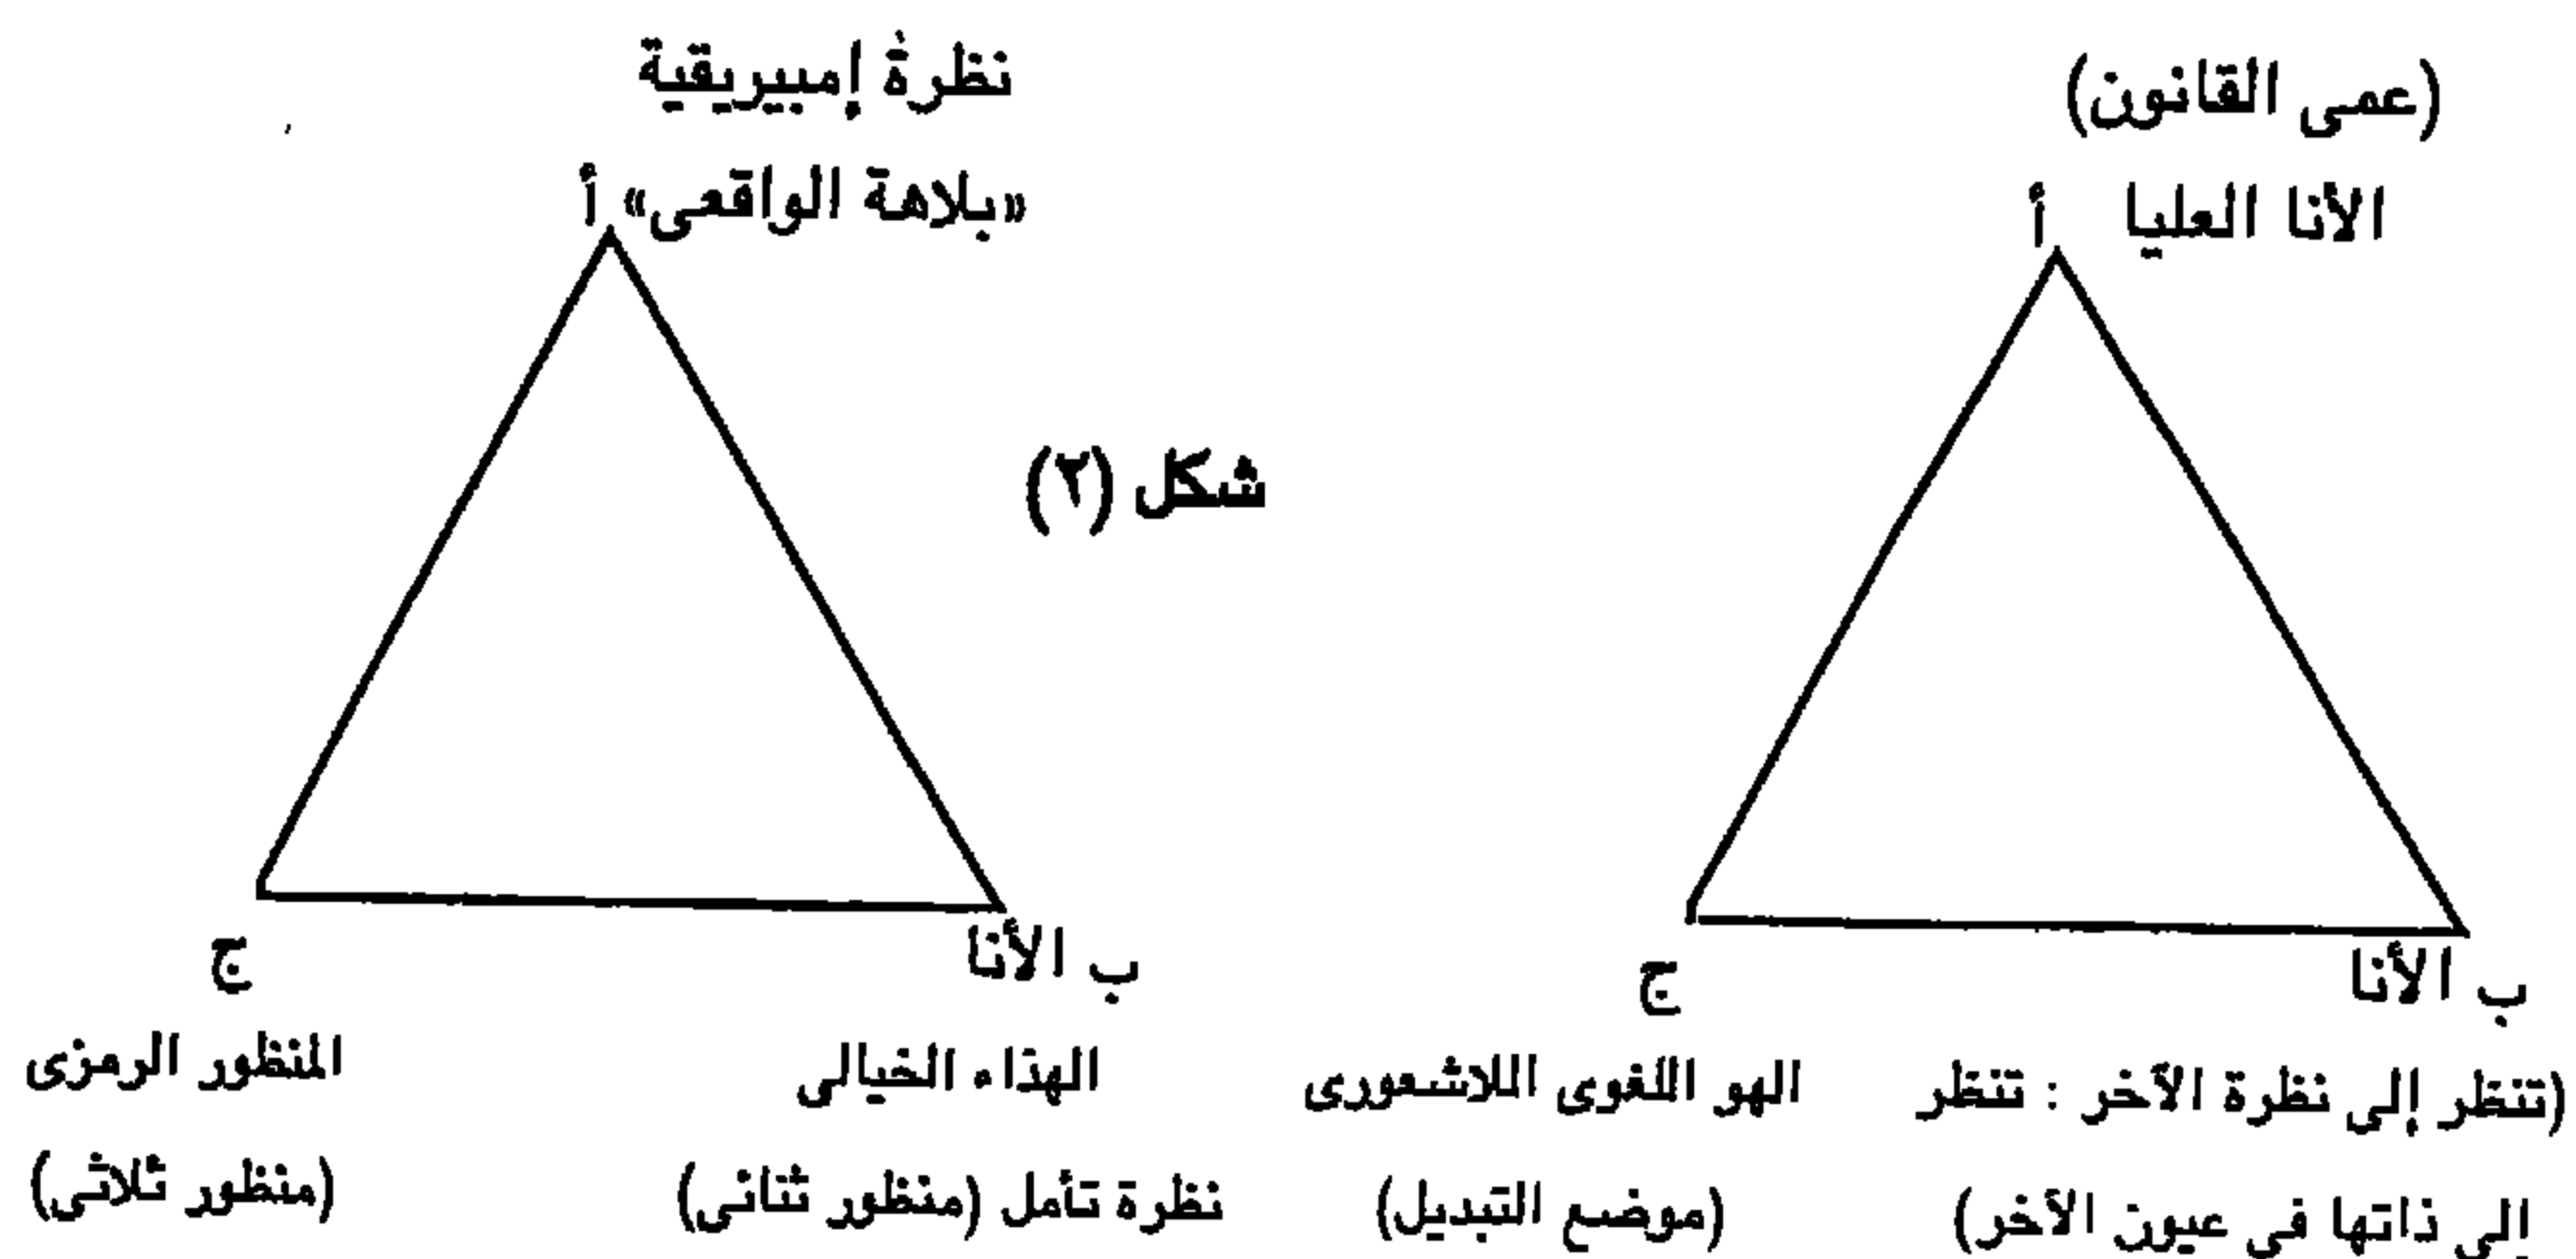 (عمى القانون)
الأنا العليا أ
ب الأنا
ج
(تنظر إلى نظرة الآخر : تنظر
إلى ذاتها فى عيون الآخر)
الهو اللغوى اللاشعورى
(موضع التبديل)
شكل (٢)
نظرة إمبيريقية
«بلاهة الواقعى» أ
ب الأنا
ج
الهذاء الخيالى
نظرة تأمل (منظور ثنائى)
المنظور الرمزى
(منظور ثلاثى)